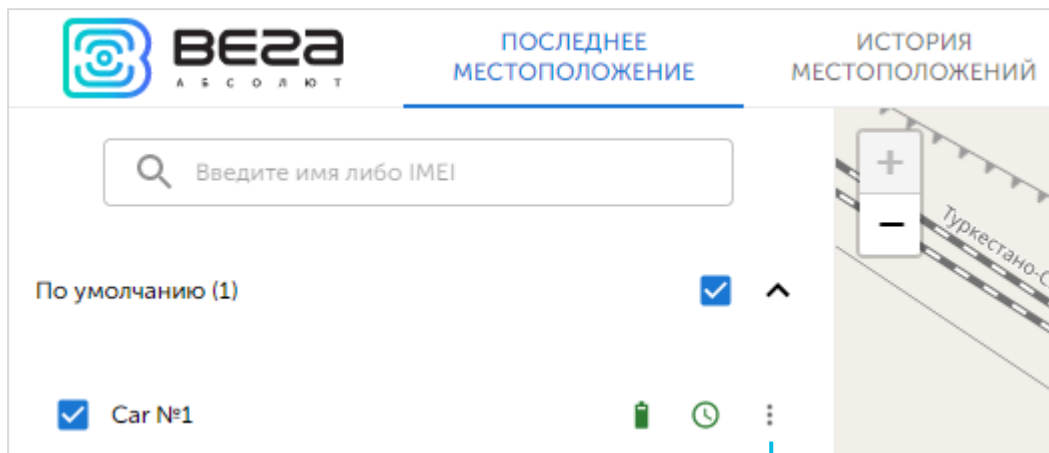 ВЕГА
АБСОЛЮТ
ПОСЛЕДНЕЕ
МЕСТОПОЛОЖЕНИЕ
ИСТОРИЯ
МЕСТОПОЛОЖЕНИЙ
Введите имя либо IMEI
+
−
Туркестано-С
По умолчанию (1)
Car №1